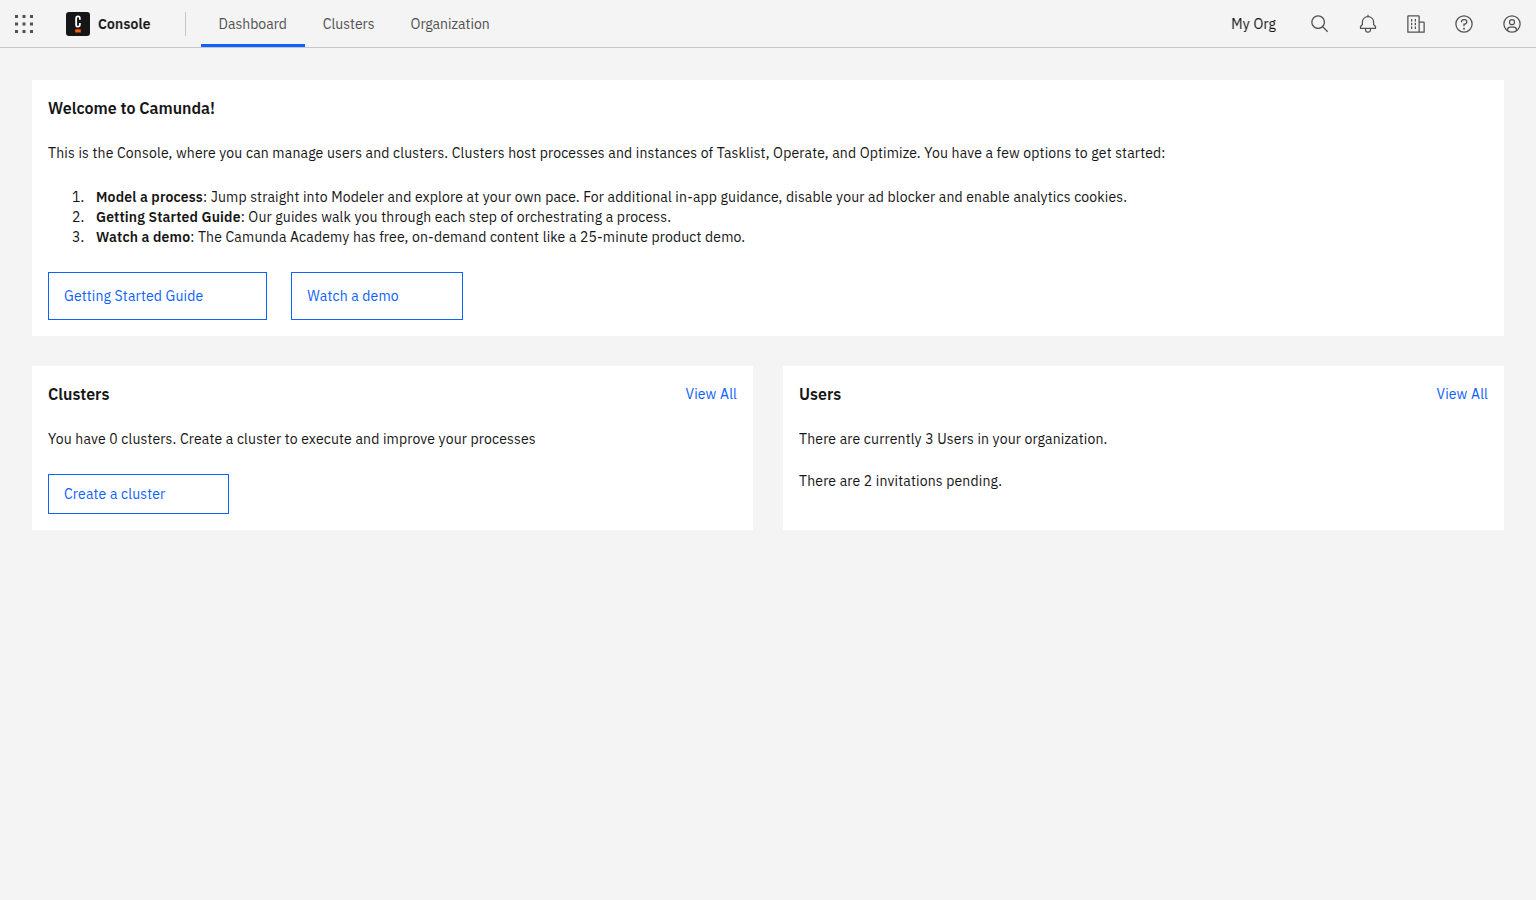 Console
Dashboard
Clusters
Organization
My Org
Welcome to Camunda!
This is the Console, where you can manage users and clusters. Clusters host processes and instances of Tasklist, Operate, and Optimize. You have a few options to get started:
1. Model a process: Jump straight into Modeler and explore at your own pace. For additional in-app guidance, disable your ad blocker and enable analytics cookies.
2. Getting Started Guide: Our guides walk you through each step of orchestrating a process.
3. Watch a demo: The Camunda Academy has free, on-demand content like a 25-minute product demo.
Getting Started Guide
Watch a demo
Clusters
View All
You have 0 clusters. Create a cluster to execute and improve your processes
Create a cluster
Users
View All
There are currently 3 Users in your organization.
There are 2 invitations pending.